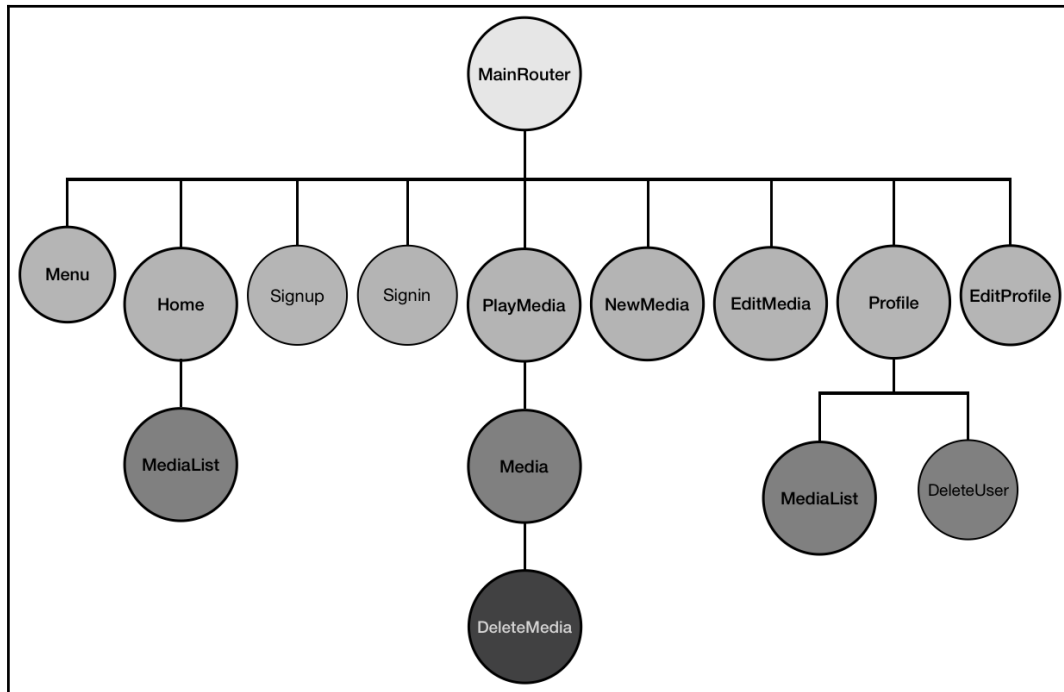 MainRouter
Menu
Home
Signup
Signin
PlayMedia
NewMedia
EditMedia
Profile
EditProfile
MediaList
Media
MediaList
DeleteUser
DeleteMedia